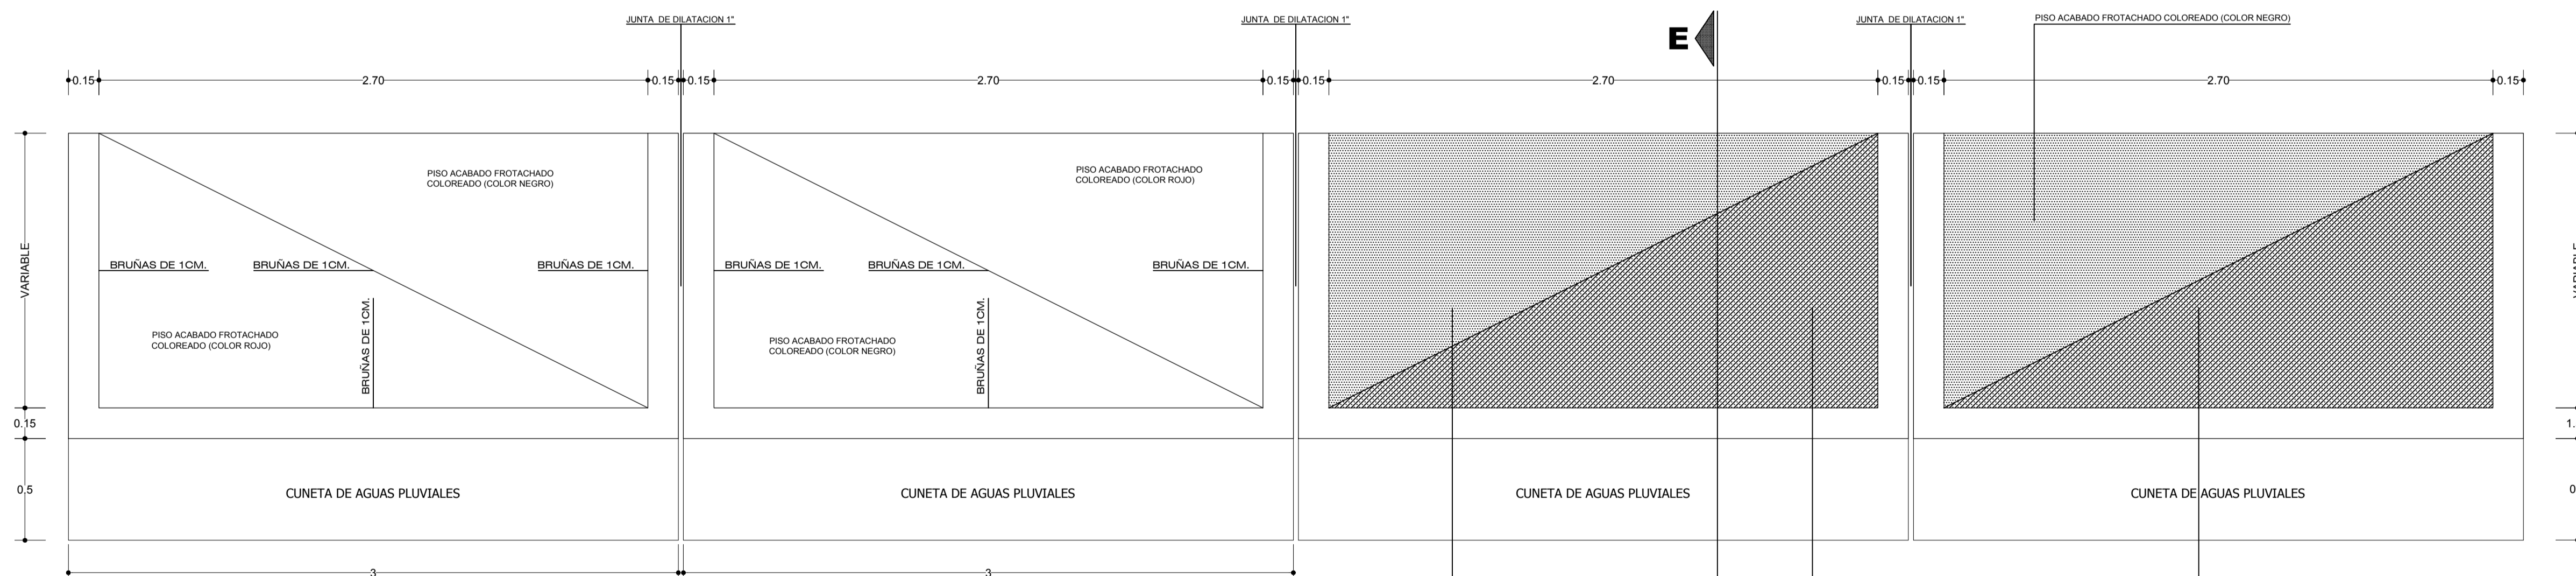 JUNTA DE DILATACION 1"
JUNTA DE DILATACION 1"
JUNTA DE DILATACION 1"
PISO ACABADO FROTACHADO COLOREADO (COLOR NEGRO)
E
0.15
2.70
0.15
0.15
2.70
0.15
0.15
2.70
0.15
0.15
2.70
0.15
PISO ACABADO FROTACHADO
COLOREADO (COLOR NEGRO)
PISO ACABADO FROTACHADO
COLOREADO (COLOR ROJO)
VARIABLE
BRUÑAS DE 1CM.
BRUÑAS DE 1CM.
BRUÑAS DE 1CM.
BRUÑAS DE 1CM.
BRUÑAS DE 1CM.
BRUÑAS DE 1CM.
VARIABLE
PISO ACABADO FROTACHADO
COLOREADO (COLOR ROJO)
BRUÑAS DE 1CM.
PISO ACABADO FROTACHADO
COLOREADO (COLOR NEGRO)
BRUÑAS DE 1CM.
0.15
1.
0.5
CUNETA DE AGUAS PLUVIALES
CUNETA DE AGUAS PLUVIALES
CUNETA DE AGUAS PLUVIALES
CUNETA DE AGUAS PLUVIALES
0
3
3